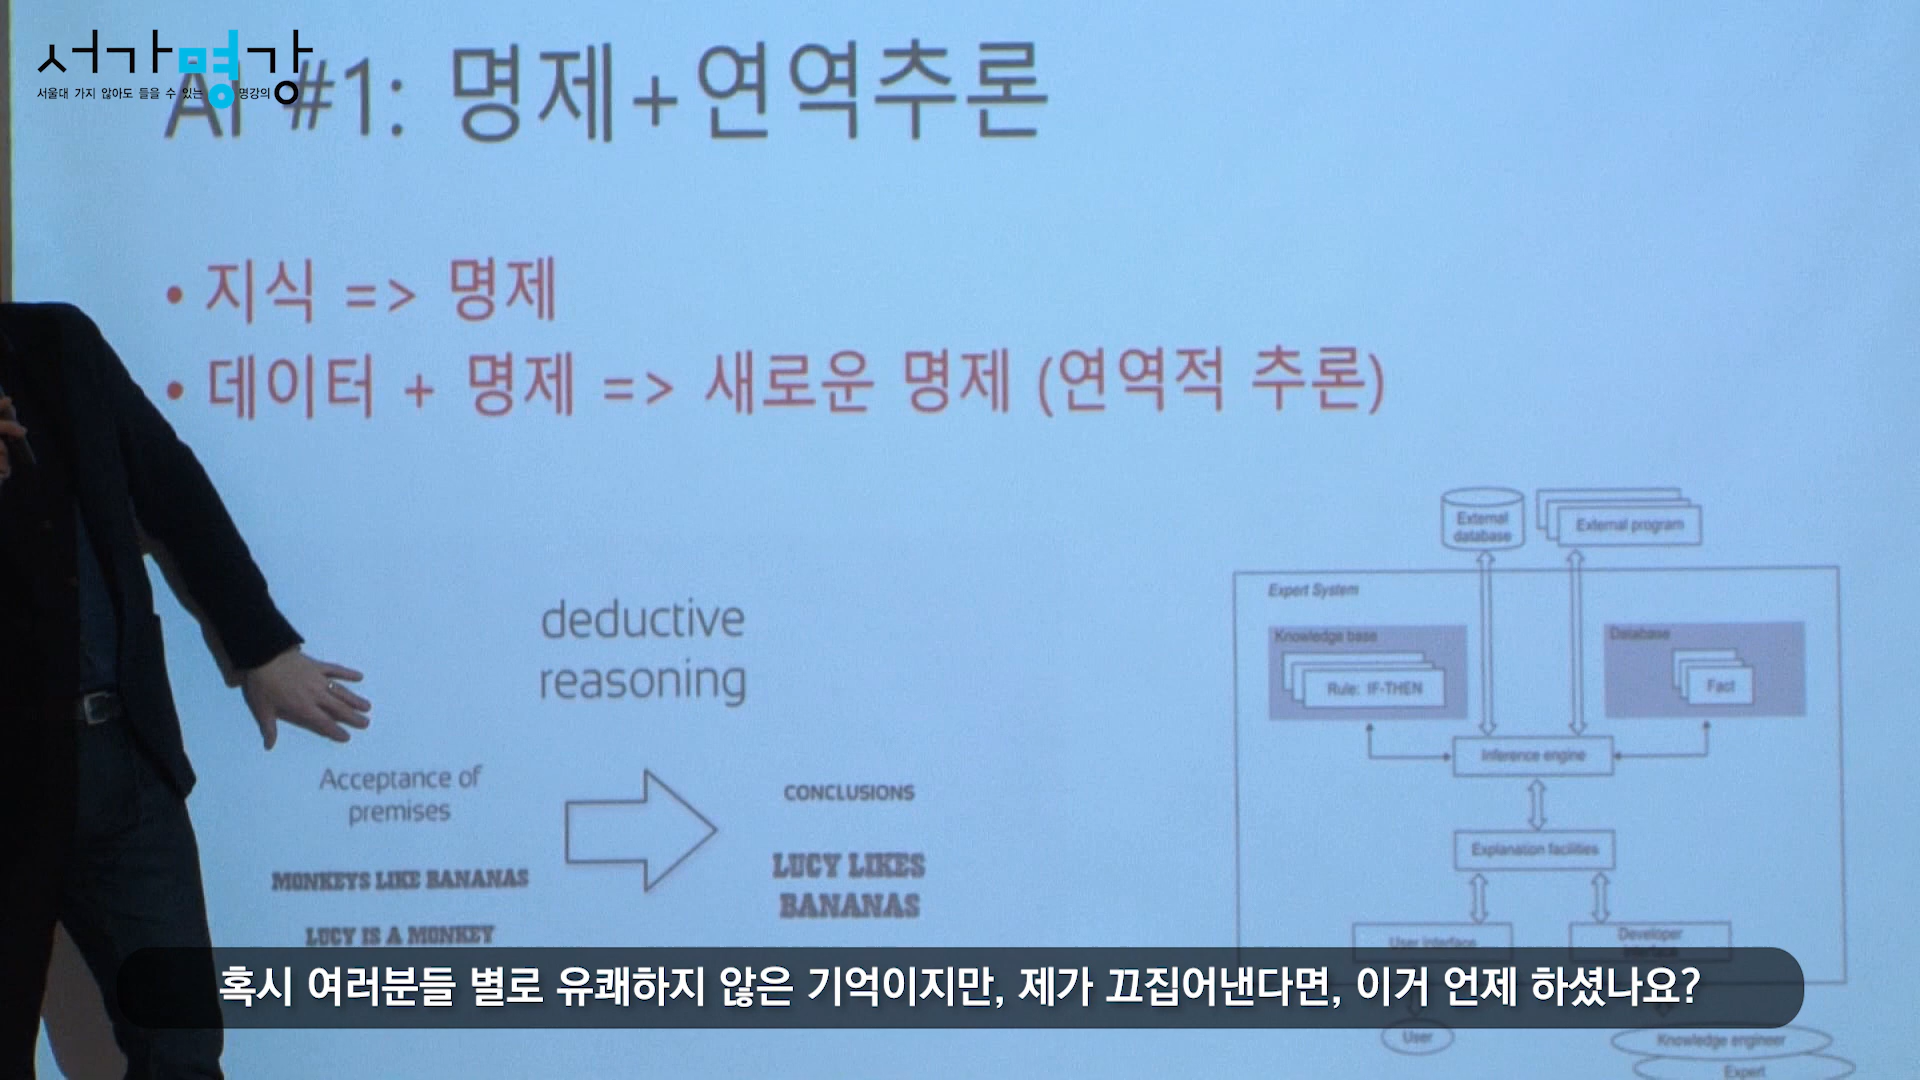 서가명강
서울대 가지 않아도 들을 수 있는 명강의
AI #1: 명제+연역추론
• 지식 => 명제
• 데이터 + 명제 => 새로운 명제 (연역적 추론)
deductive
reasoning
Acceptance of
premises
MONKEYS LIKE BANANAS
LUCY IS A MONKEY
CONCLUSIONS
LUCY LIKES
BANANAS
External
database
External program
Expert System
Knowledge base
Rule: IF-THEN
Database
Fact
Inference engine
Explanation facilities
User interface
Developer
interface
User
Knowledge engineer
Expert
혹시 여러분들 별로 유쾌하지 않은 기억이지만, 제가 끄집어낸다면, 이거 언제 하셨나요?